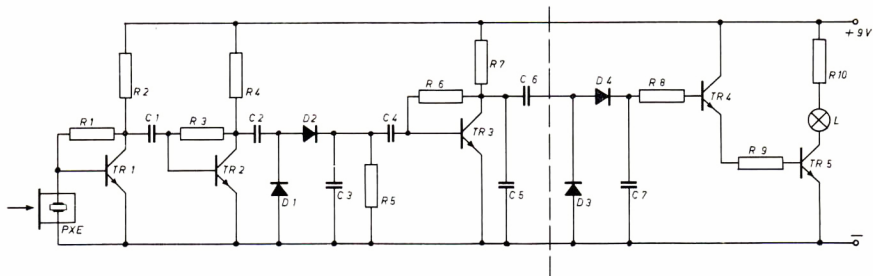 +9V
R2
R4
R7
R10
C6
D4
R8
R6
TR4
L
R1
C1
R3
C2
D2
C4
TR3
R9
TR1
TR2
D1
C3
R5
C5
D3
C7
TR5
PXE
−